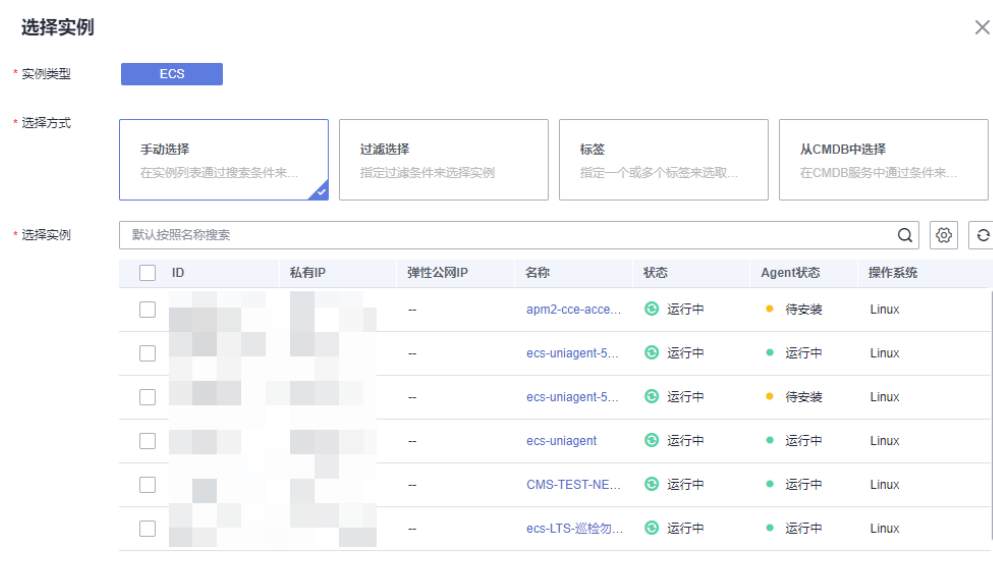 选择实例
* 实例类型
ECS
* 选择方式
手动选择
在实例列表通过搜索条件来...
过滤选择
指定过滤条件来选择实例
标签
指定一个或多个标签来选取...
从CMDB中选择
在CMDB服务中通过条件来...
* 选择实例
默认按照名称搜索
ID 私有IP 弹性公网IP 名称 状态 Agent状态 操作系统
-- apm2-cce-acce... 运行中 待安装 Linux
-- ecs-uniagent-5... 运行中 运行中 Linux
-- ecs-uniagent-5... 运行中 待安装 Linux
-- ecs-uniagent 运行中 运行中 Linux
-- CMS-TEST-NE... 运行中 运行中 Linux
-- ecs-LTS-巡检勿... 运行中 运行中 Linux